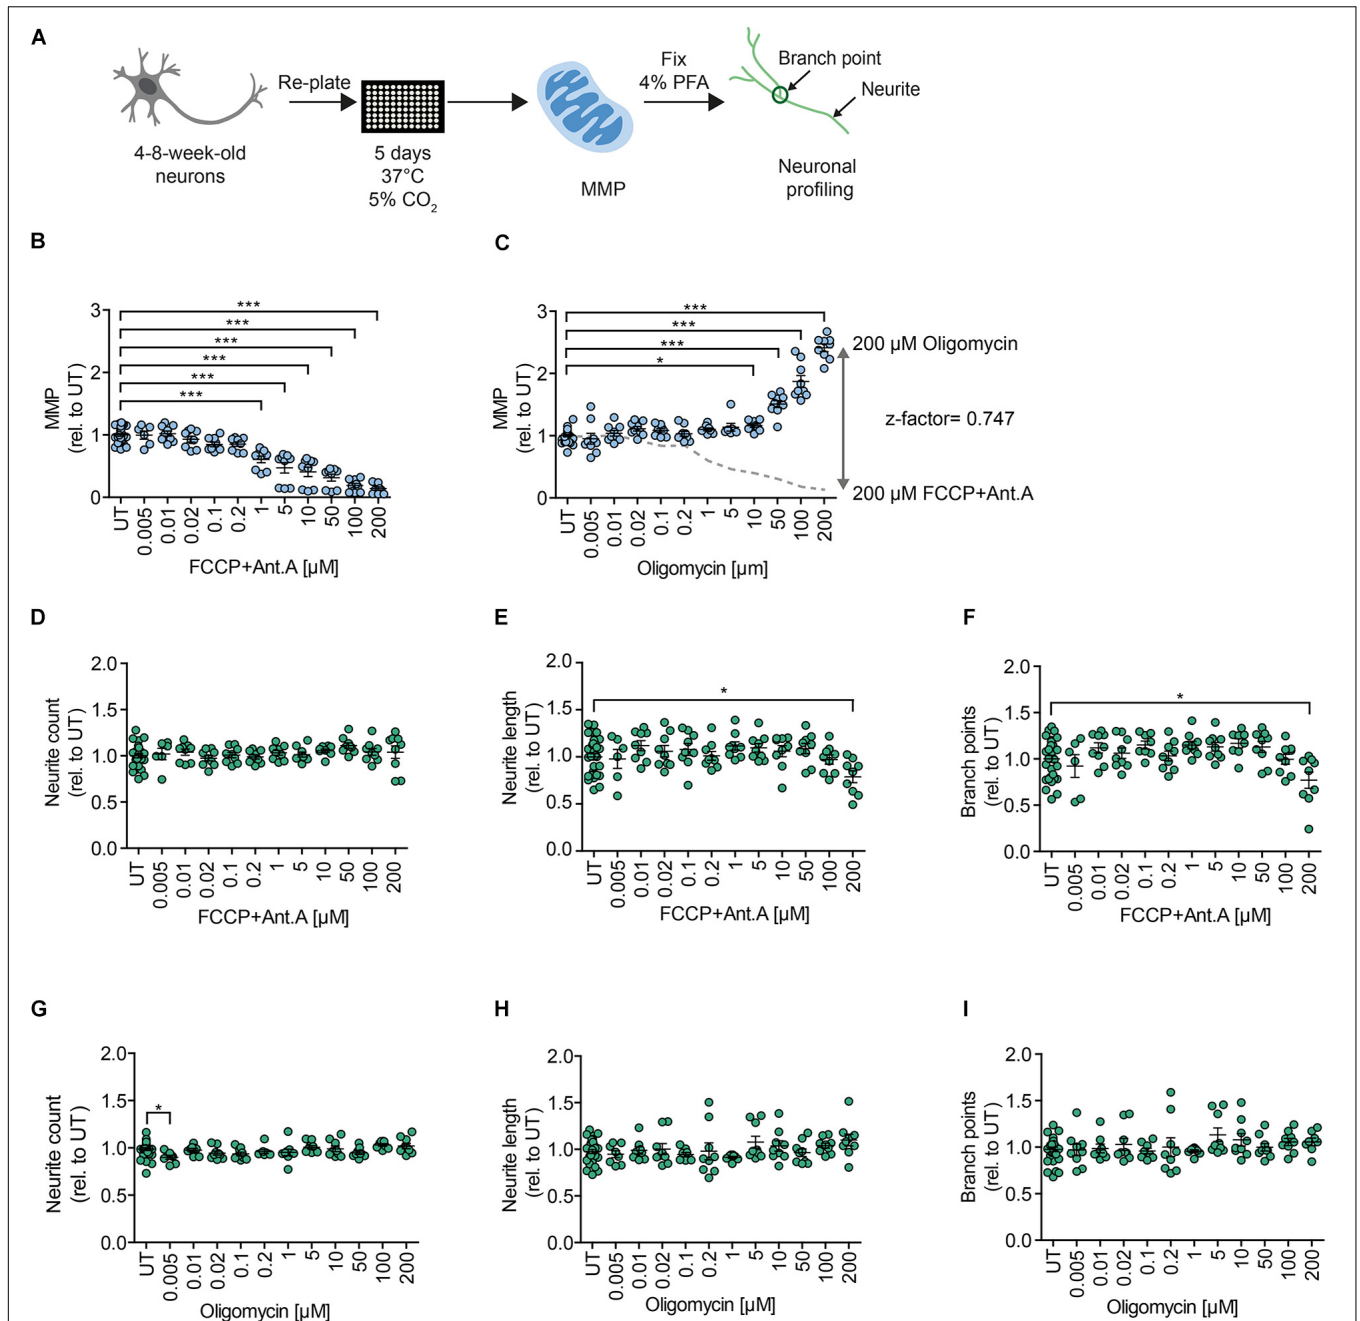 A
Re-plate
Fix
4% PFA
Branch point
Neurite
4-8-week-old
neurons
5 days
37°C
5% CO2
MMP
Neuronal
profiling
B
MMP
(rel. to UT)
3
2
1
0
***
***
***
***
***
***
UT
0.005
0.01
0.02
0.1
0.2
1
5
10
50
100
200
FCCP+Ant.A [µM]
C
MMP
(rel. to UT)
3
2
1
0
***
***
***
*
200 µM Oligomycin
z-factor= 0.747
200 µM FCCP+Ant.A
UT
0.005
0.01
0.02
0.1
0.2
1
5
10
50
100
200
Oligomycin [µm]
D
Neurite count
(rel. to UT)
2.0
1.5
1.0
0.5
0.0
UT
0.005
0.01
0.02
0.1
0.2
1
5
10
50
100
200
FCCP+Ant.A [µM]
E
Neurite length
(rel. to UT)
2.0
1.5
1.0
0.5
0.0
*
UT
0.005
0.01
0.02
0.1
0.2
1
5
10
50
100
200
FCCP+Ant.A [µM]
F
Branch points
(rel. to UT)
2.0
1.5
1.0
0.5
0.0
*
UT
0.005
0.01
0.02
0.1
0.2
1
5
10
50
100
200
FCCP+Ant.A [µM]
G
Neurite count
(rel. to UT)
2.0
1.5
1.0
0.5
0.0
*
UT
0.005
0.01
0.02
0.1
0.2
1
5
10
50
100
200
Oligomycin [µM]
H
Neurite length
(rel. to UT)
2.0
1.5
1.0
0.5
0.0
UT
0.005
0.01
0.02
0.1
0.2
1
5
10
50
100
200
Oligomycin [µM]
I
Branch points
(rel. to UT)
2.0
1.5
1.0
0.5
0.0
UT
0.005
0.01
0.02
0.1
0.2
1
5
10
50
100
200
Oligomycin [µM]